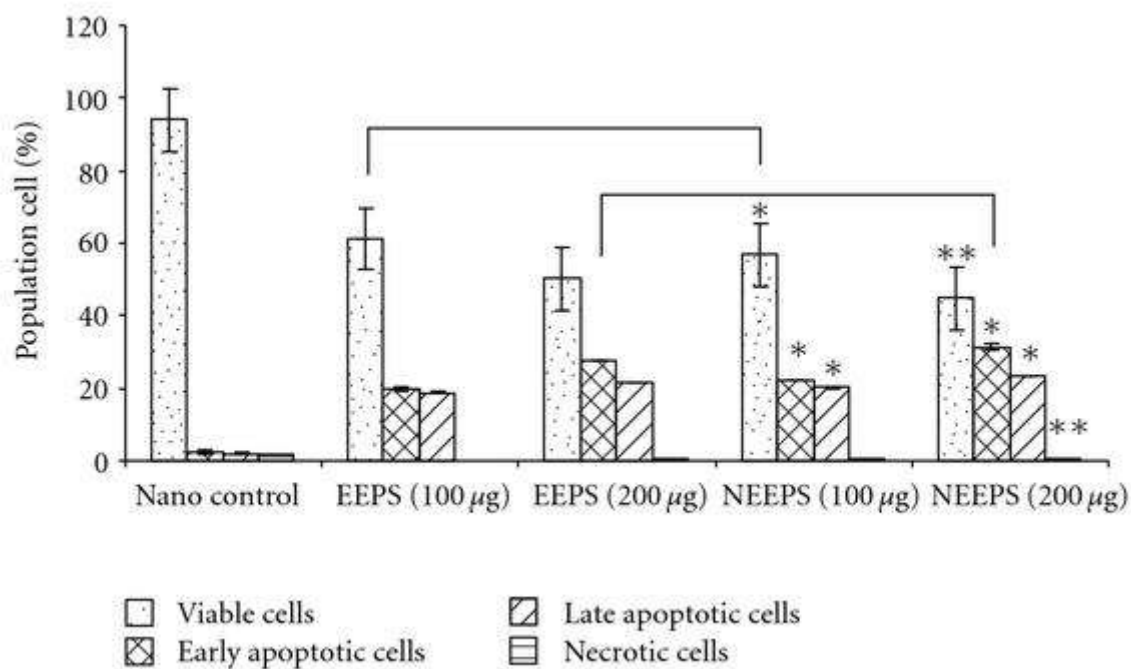 Population cell (%)
120
100
80
60
40
20
0
*
**
*
*
*
*
**
Nano control
EEPS (100 μg)
EEPS (200 μg)
NEEPS (100 μg)
NEEPS (200 μg)
Viable cells
Early apoptotic cells
Late apoptotic cells
Necrotic cells